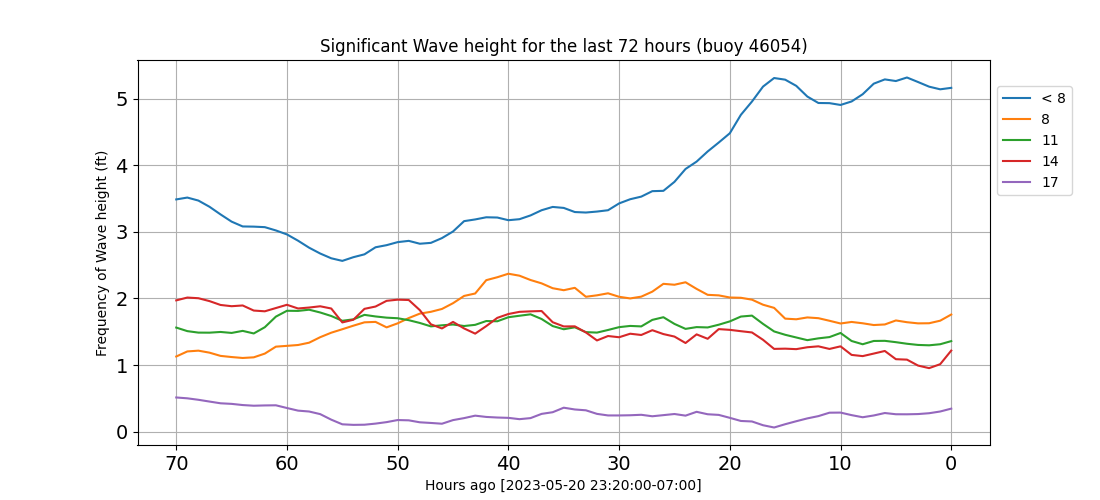 Significant Wave height for the last 72 hours (buoy 46054)
Frequency of Wave height (ft)
5
4
3
2
1
0
70 60 50 40 30 20 10 0
Hours ago [2023-05-20 23:20:00-07:00]
< 8
8
11
14
17